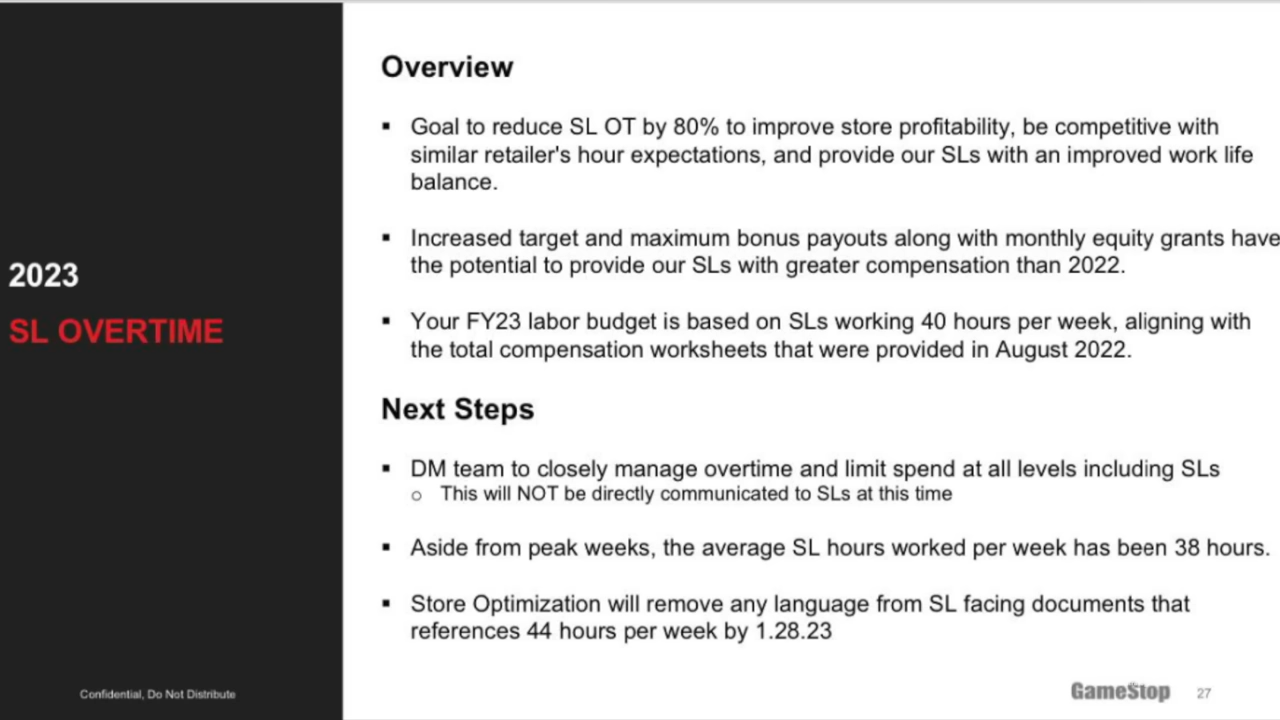 2023
SL OVERTIME
Overview
▪ Goal to reduce SL OT by 80% to improve store profitability, be competitive with
similar retailer's hour expectations, and provide our SLs with an improved work life
balance.
▪ Increased target and maximum bonus payouts along with monthly equity grants have
the potential to provide our SLs with greater compensation than 2022.
▪ Your FY23 labor budget is based on SLs working 40 hours per week, aligning with
the total compensation worksheets that were provided in August 2022.
Next Steps
▪ DM team to closely manage overtime and limit spend at all levels including SLs
○ This will NOT be directly communicated to SLs at this time
▪ Aside from peak weeks, the average SL hours worked per week has been 38 hours.
▪ Store Optimization will remove any language from SL facing documents that
references 44 hours per week by 1.28.23
Confidential, Do Not Distribute
GameStop 27